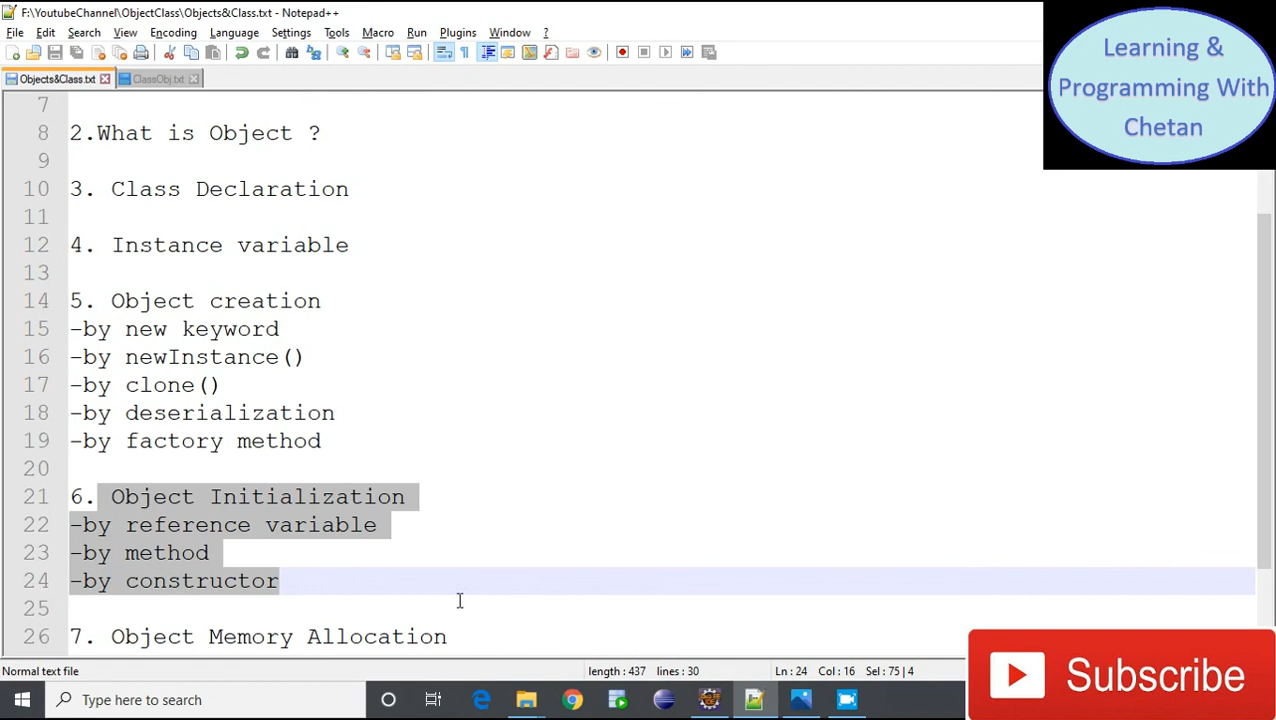 F:\YoutubeChannel\ObjectClass\Objects&Class.txt - Notepad++
File Edit Search View Encoding Language Settings Tools Macro Run Plugins Window ?
Objects&Class.txt ClassObj.txt
Learning &
Programming With
Chetan
7
8 2.What is Object ?
9
10 3. Class Declaration
11
12 4. Instance variable
13
14 5. Object creation
15 -by new keyword
16 -by newInstance()
17 -by clone()
18 -by deserialization
19 -by factory method
20
21 6. Object Initialization
22 -by reference variable
23 -by method
24 -by constructor
25
26 7. Object Memory Allocation
Normal text file length : 437 lines : 30 Ln : 24 Col : 16 Sel : 75 | 4
Subscribe
Type here to search